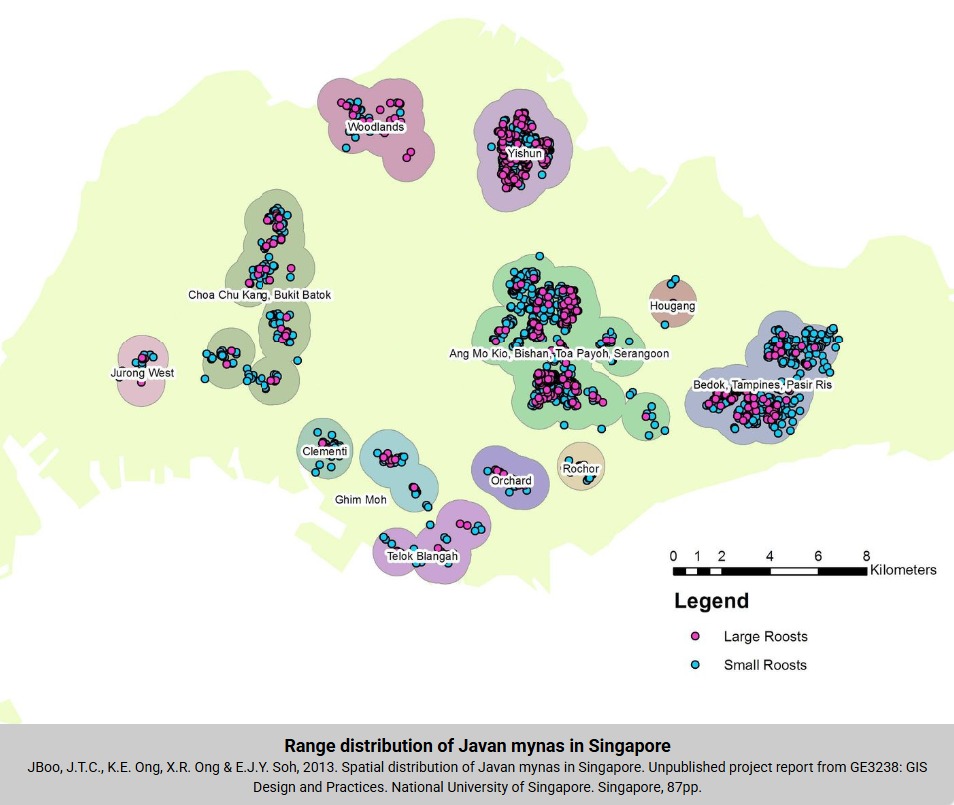 Woodlands
Yishun
Choa Chu Kang, Bukit Batok
Hougang
Ang Mo Kio, Bishan, Toa Payoh, Serangoon
Jurong West
Bedok, Tampines, Pasir Ris
Clementi
Rochor
Orchard
Ghim Moh
Telok Blangah
0 1 2 4 6 8
Kilometers
Legend
Large Roosts
Small Roosts
Range distribution of Javan mynas in Singapore
JBoo, J.T.C., K.E. Ong, X.R. Ong & E.J.Y. Soh, 2013. Spatial distribution of Javan mynas in Singapore. Unpublished project report from GE3238: GIS
Design and Practices. National University of Singapore. Singapore, 87pp.